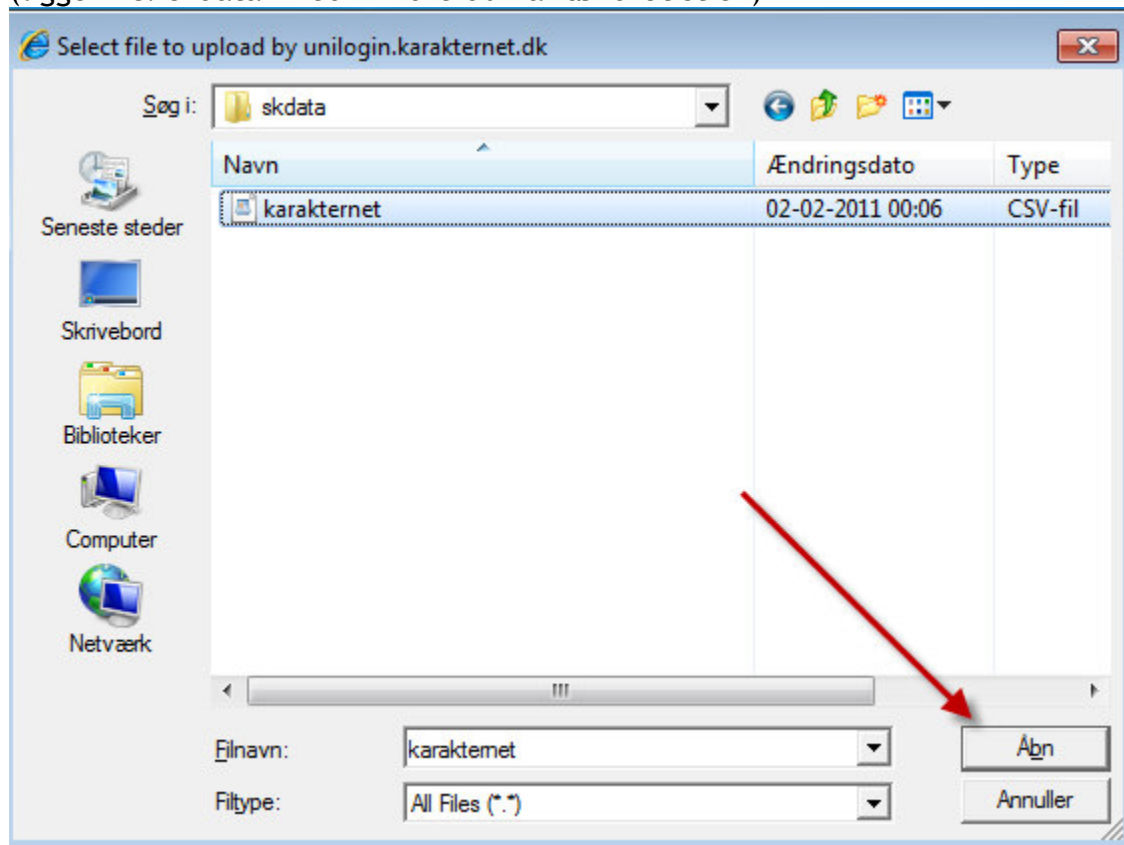 Select file to upload by unilogin.karakternet.dk
Søg i: skdata
Navn Ændringsdato Type
karakternet 02-02-2011 00:06 CSV-fil
Seneste steder
Skrivebord
Biblioteker
Computer
Netværk
Filnavn: karakternet Åbn
Filtype: All Files (*.*) Annuller